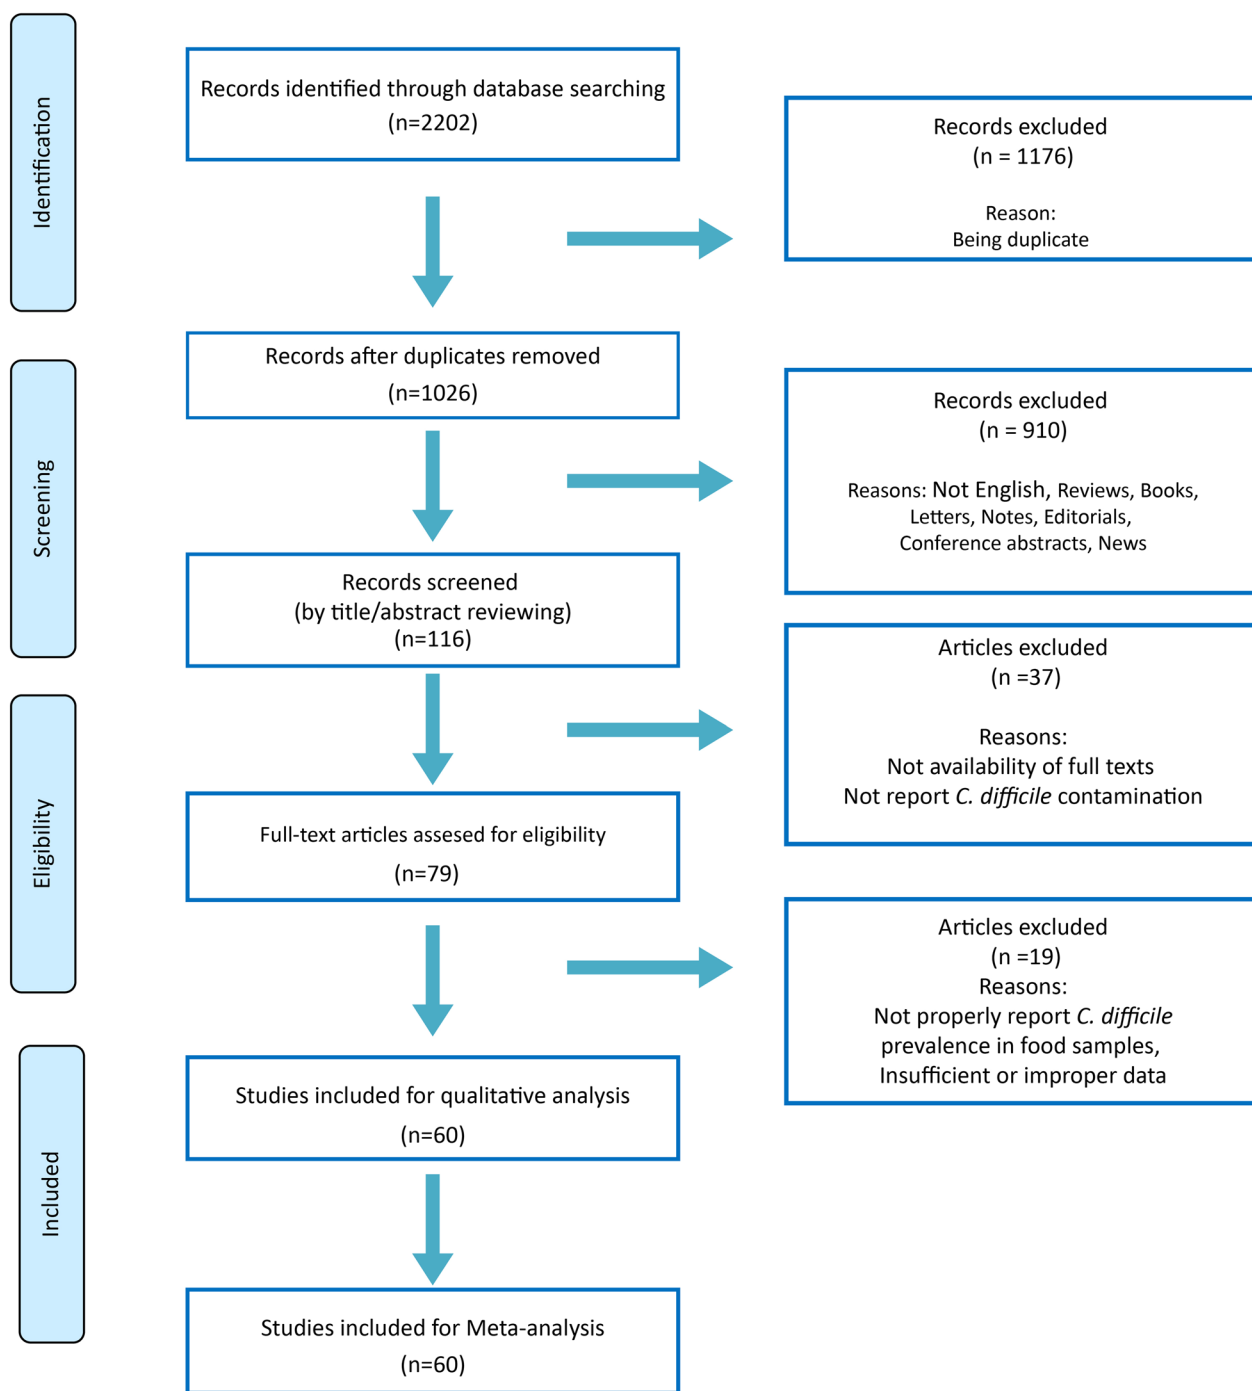 Identification
Records identified through database searching
(n=2202)
Records excluded
(n = 1176)
Reason:
Being duplicate
Records after duplicates removed
(n=1026)
Screening
Records excluded
(n = 910)
Reasons: Not English, Reviews, Books,
Letters, Notes, Editorials,
Conference abstracts, News
Records screened
(by title/abstract reviewing)
(n=116)
Articles excluded
(n =37)
Reasons:
Not availability of full texts
Not report C. difficile contamination
Eligibility
Full-text articles assesed for eligibility
(n=79)
Articles excluded
(n =19)
Reasons:
Not properly report C. difficile
prevalence in food samples,
Insufficient or improper data
Included
Studies included for qualitative analysis
(n=60)
Studies included for Meta-analysis
(n=60)